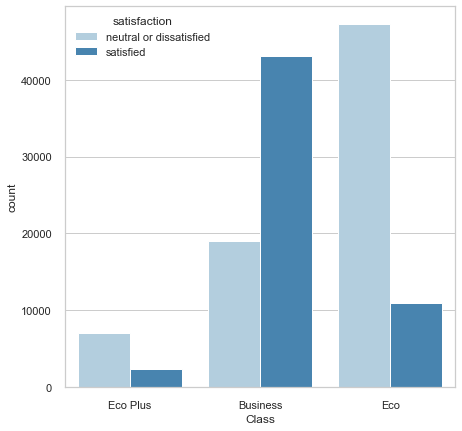 satisfaction
neutral or dissatisfied
satisfied
count
40000
30000
20000
10000
0
Eco Plus
Business
Eco
Class